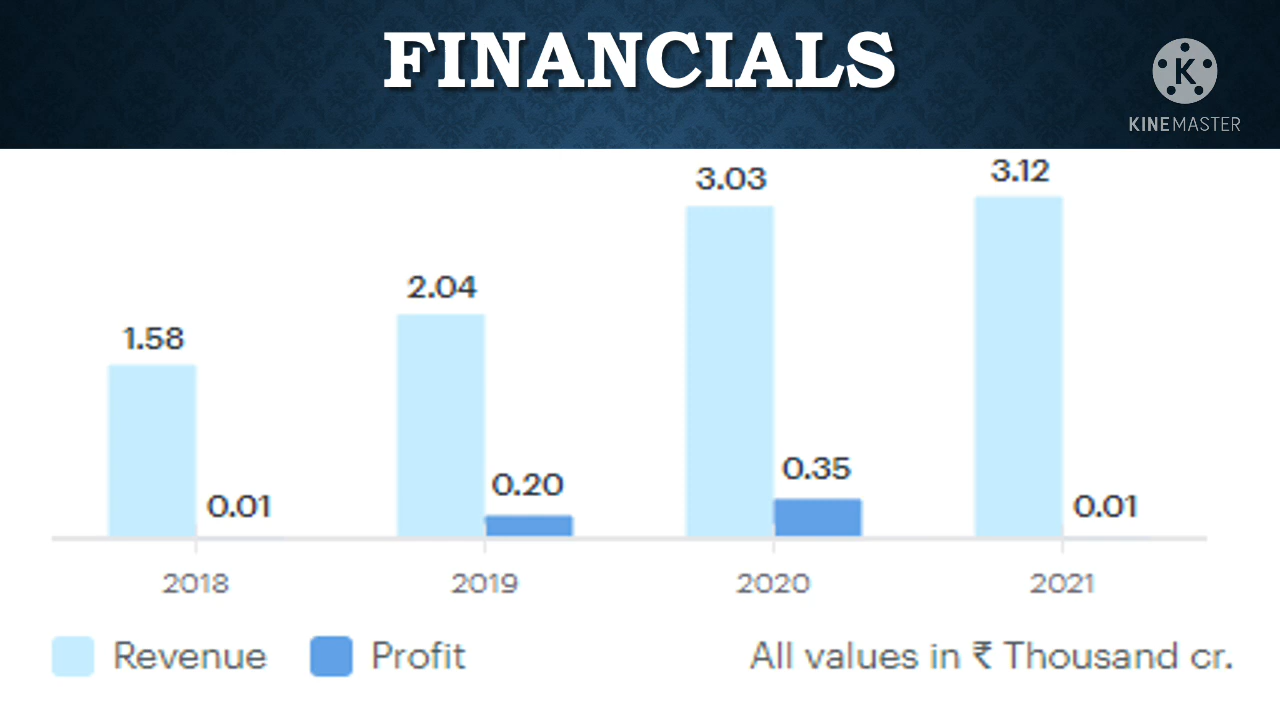 FINANCIALS
K
KINEMASTER
3.03
3.12
2.04
1.58
0.35
0.20
0.01
0.01
2018 2019 2020 2021
Revenue Profit All values in ₹ Thousand cr.